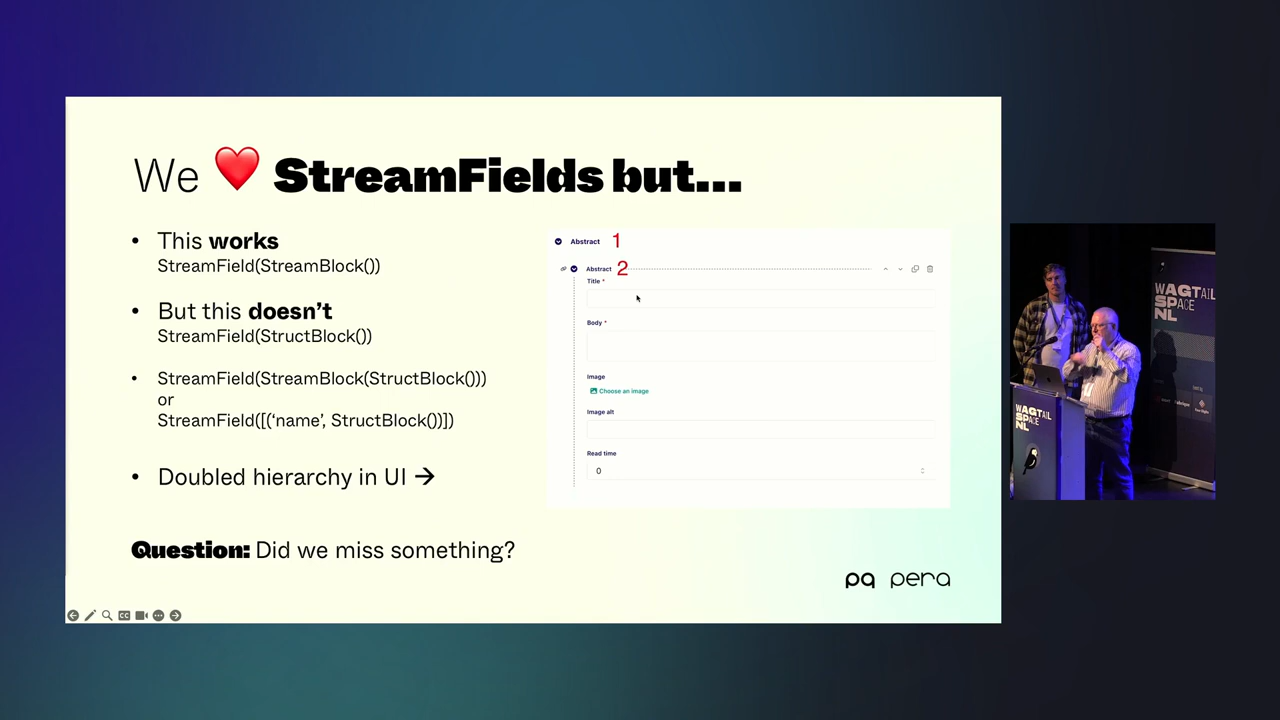 We ❤️ StreamFields but...
• This works
StreamField(StreamBlock())
• But this doesn’t
StreamField(StructBlock())
• StreamField(StreamBlock(StructBlock()))
or
StreamField([(‘name’, StructBlock())])
• Doubled hierarchy in UI →
Question: Did we miss something?
Abstract 1
Abstract 2
Title *
Body *
Image
Choose an image
Image alt
Read time
0
pq pera
CC
WAGTAIL
SPACE
NL
WAGTAIL
SPACE
NL